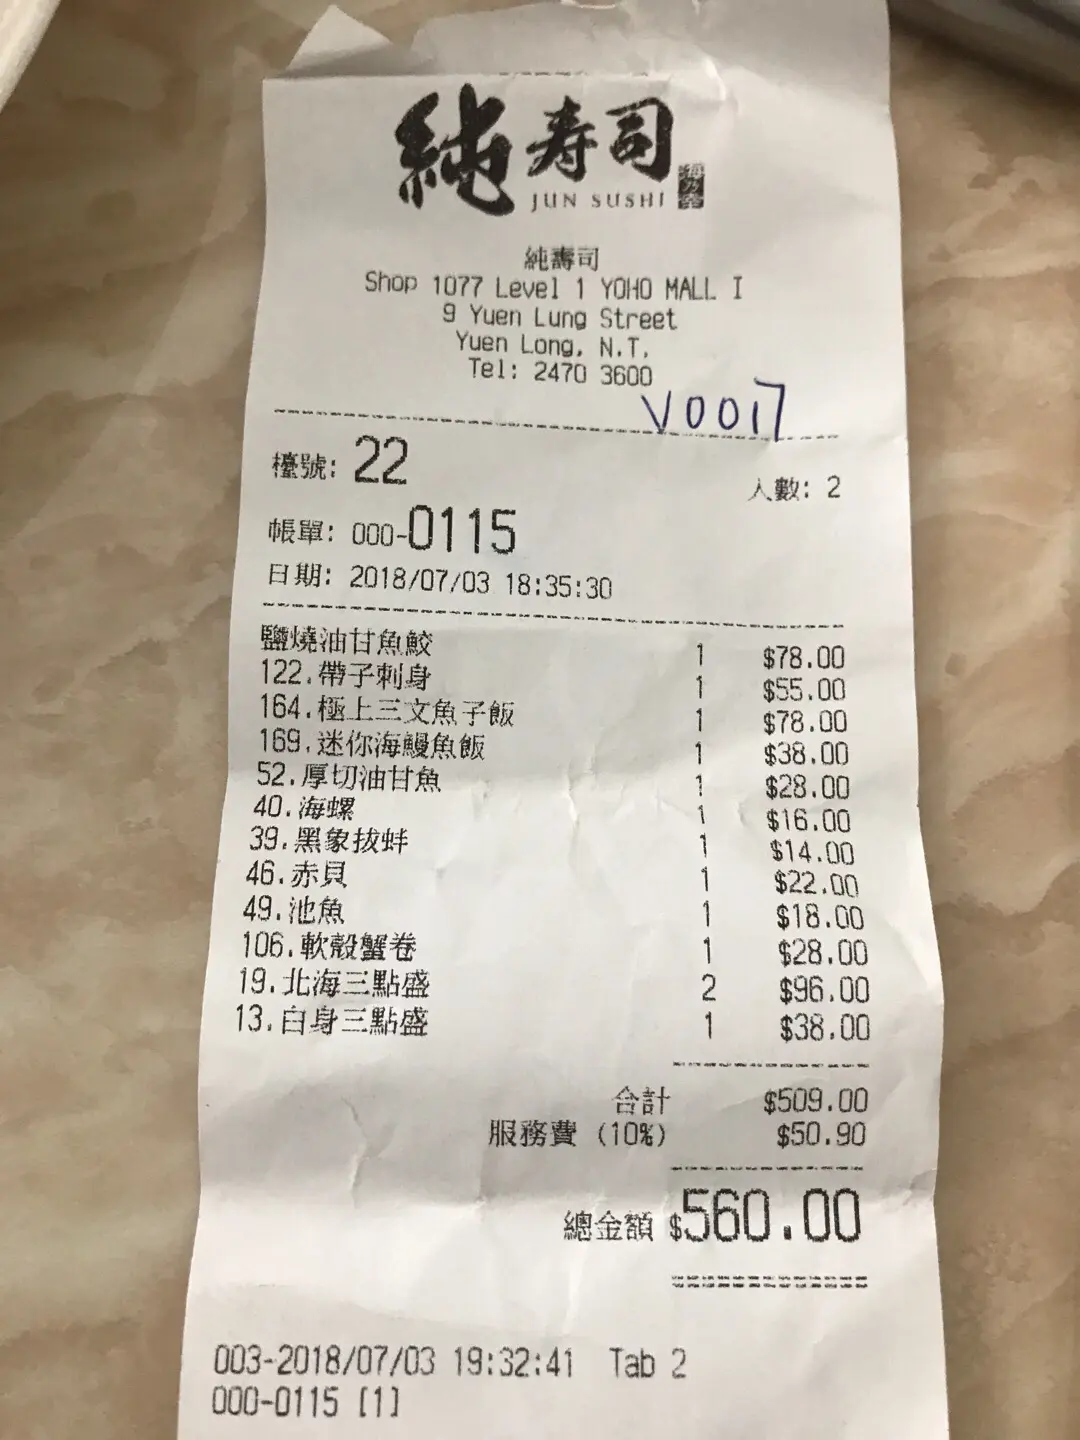 純寿司
JUN SUSHI
純壽司
Shop 1077 Level 1 YOHO MALL I
9 Yuen Lung Street
Yuen Long, N.T.
Tel: 2470 3600
V0017
檯號: 22 人數: 2
帳單: 000-0115
日期: 2018/07/03 18:35:30
鹽燒油甘魚鮫 1 $78.00
122.帶子刺身 1 $55.00
164.極上三文魚子飯 1 $78.00
169.迷你海鰻魚飯 1 $38.00
52.厚切油甘魚 1 $28.00
40.海螺 1 $16.00
39.黑象拔蚌 1 $14.00
46.赤貝 1 $22.00
49.池魚 1 $18.00
106.軟殼蟹卷 1 $28.00
19.北海三點盛 2 $96.00
13.白身三點盛 1 $38.00
合計 $509.00
服務費 (10%) $50.90
總金額 $560.00
003-2018/07/03 19:32:41 Tab 2
000-0115 [1]